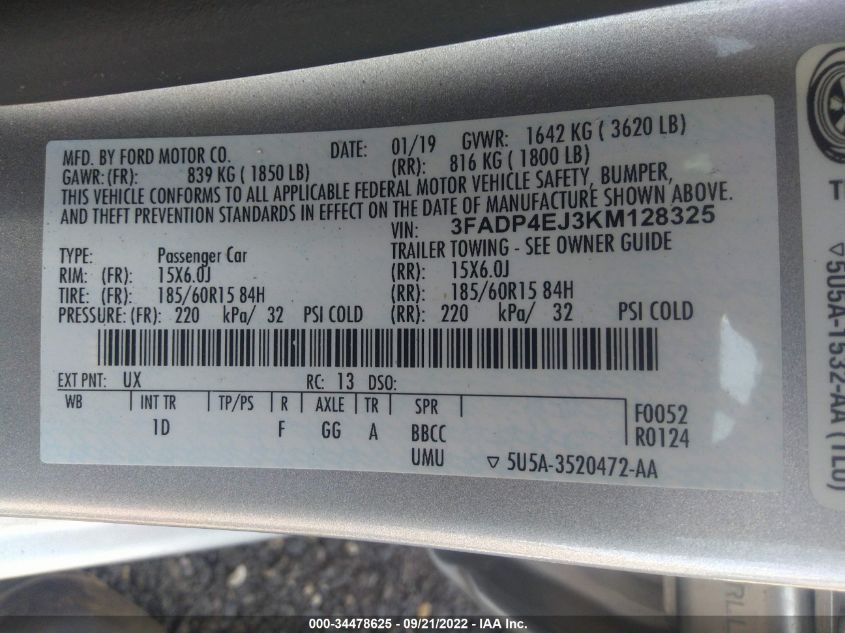 MFD. BY FORD MOTOR CO. DATE: 01/19 GVWR: 1642 KG ( 3620 LB)
GAWR: (FR): 839 KG ( 1850 LB) (RR): 816 KG ( 1800 LB)
THIS VEHICLE CONFORMS TO ALL APPLICABLE FEDERAL MOTOR VEHICLE SAFETY, BUMPER,
AND THEFT PREVENTION STANDARDS IN EFFECT ON THE DATE OF MANUFACTURE SHOWN ABOVE.
VIN: 3FADP4EJ3KM128325
TYPE: Passenger Car TRAILER TOWING - SEE OWNER GUIDE
RIM: (FR): 15X6.0J (RR): 15X6.0J
TIRE: (FR): 185/60R15 84H (RR): 185/60R15 84H
PRESSURE: (FR): 220 kPa/ 32 PSI COLD (RR): 220 kPa/ 32 PSI COLD
EXT PNT: UX RC: 13 DSO:
WB INT TR TP/PS R AXLE TR SPR F0052
1D F GG A BBCC R0124
UMU ▽ 5U5A-3520472-AA
▽5U5A-1532-AA (TLU)
000-34478625 - 09/21/2022 - IAA Inc.